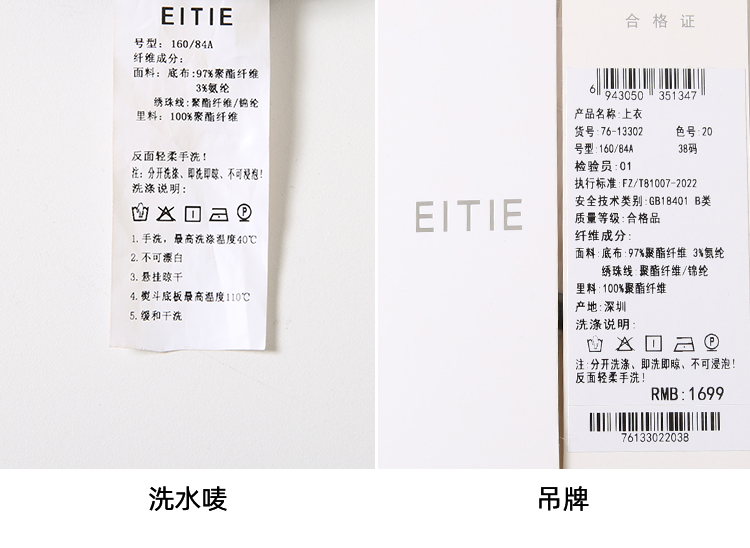 EITIE
号型: 160/84A
纤维成分:
面料: 底布:97%聚酯纤维
3%氨纶
绣珠线:聚酯纤维/锦纶
里料: 100%聚酯纤维
反面轻柔手洗!
注: 分开洗涤、即洗即晾、不可浸泡!
洗涤说明:
1.手洗，最高洗涤温度40℃
2.不可漂白
3.悬挂晾干
4.熨斗底板最高温度110℃
5.缓和干洗
洗水唛
EITIE
合格证
6 943050 351347
产品名称:上衣
货号:76-13302 色号:20
号型:160/84A 38码
检验员:01
执行标准:FZ/T81007-2022
安全技术类别:GB18401 B类
质量等级:合格品
纤维成分:
面料:底布:97%聚酯纤维 3%氨纶
绣珠线:聚酯纤维/锦纶
里料:100%聚酯纤维
产地:深圳
洗涤说明:
注:分开洗涤、即洗即晾、不可浸泡!
反面轻柔手洗!
RMB:1699
76133022038
吊牌